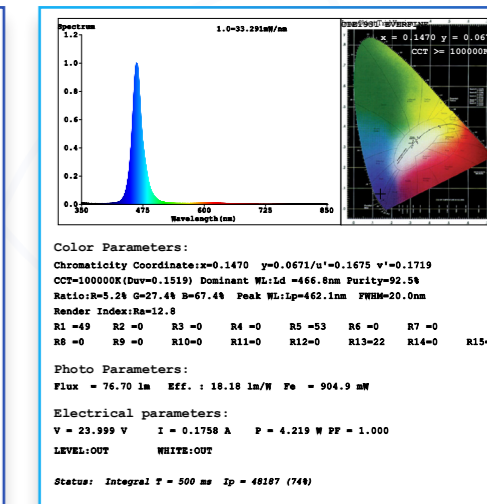 Spectrum
1.0=33.291mW/nm
1.2
1.0
0.8
0.6
0.4
0.2
0.0
380 475 600 725 850
Wavelength(nm)
x = 0.1470 y = 0.067
CCT >= 100000K
Color Parameters:
Chromaticity Coordinate:x=0.1470 y=0.0671/u'=0.1675 v'=0.1719
CCT=100000K(Duv=0.1519) Dominant WL:Ld =466.8nm Purity=92.5%
Ratio:R=5.2% G=27.4% B=67.4% Peak WL:Lp=462.1nm FWHM=20.0nm
Render Index:Ra=12.8
R1 =49 R2 =0 R3 =0 R4 =0 R5 =53 R6 =0 R7 =0
R8 =0 R9 =0 R10=0 R11=0 R12=0 R13=22 R14=0 R15=
Photo Parameters:
Flux = 76.70 lm Eff. : 18.18 lm/W Fe = 904.9 mW
Electrical parameters:
V = 23.999 V I = 0.1758 A P = 4.219 W PF = 1.000
LEVEL:OUT WHITE:OUT
Status: Integral T = 500 ms Ip = 48187 (74%)